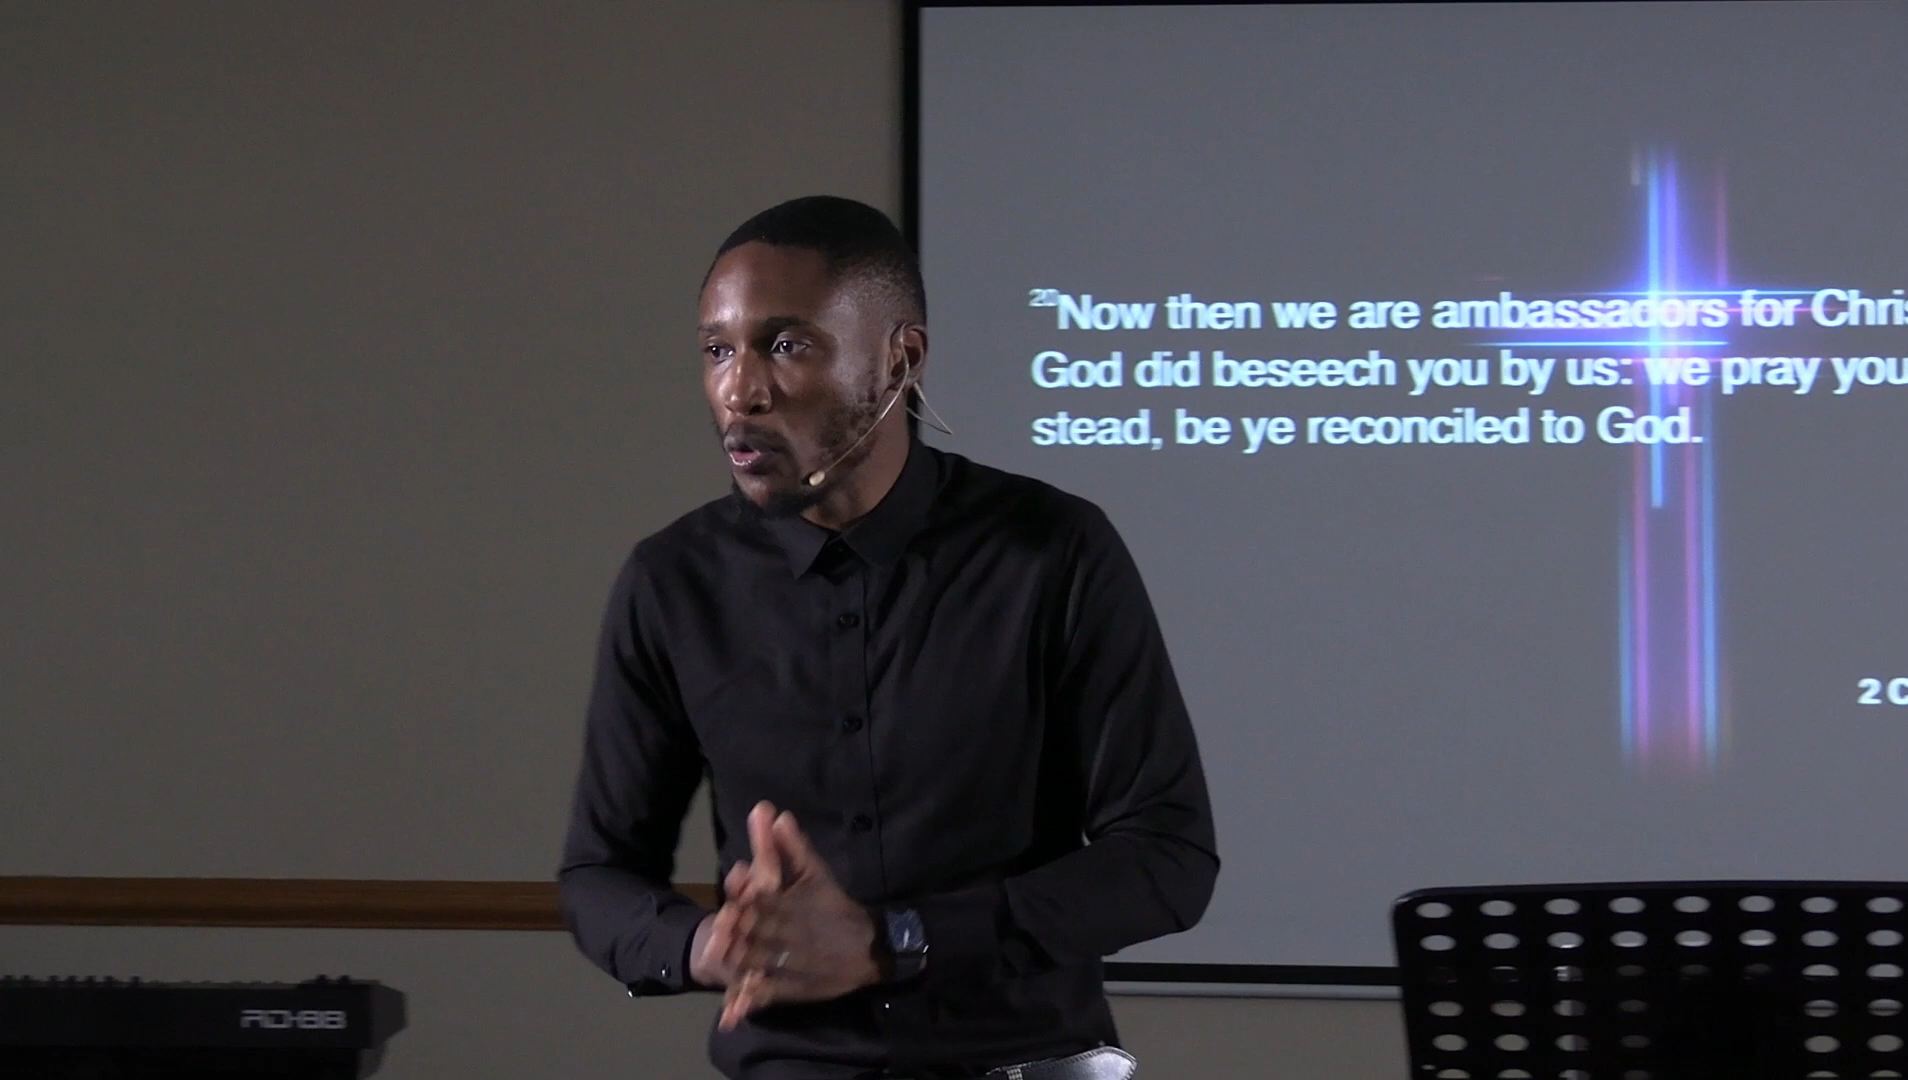 20Now then we are ambassadors for Chris
God did beseech you by us: we pray you
stead, be ye reconciled to God.
2 C
RD-88